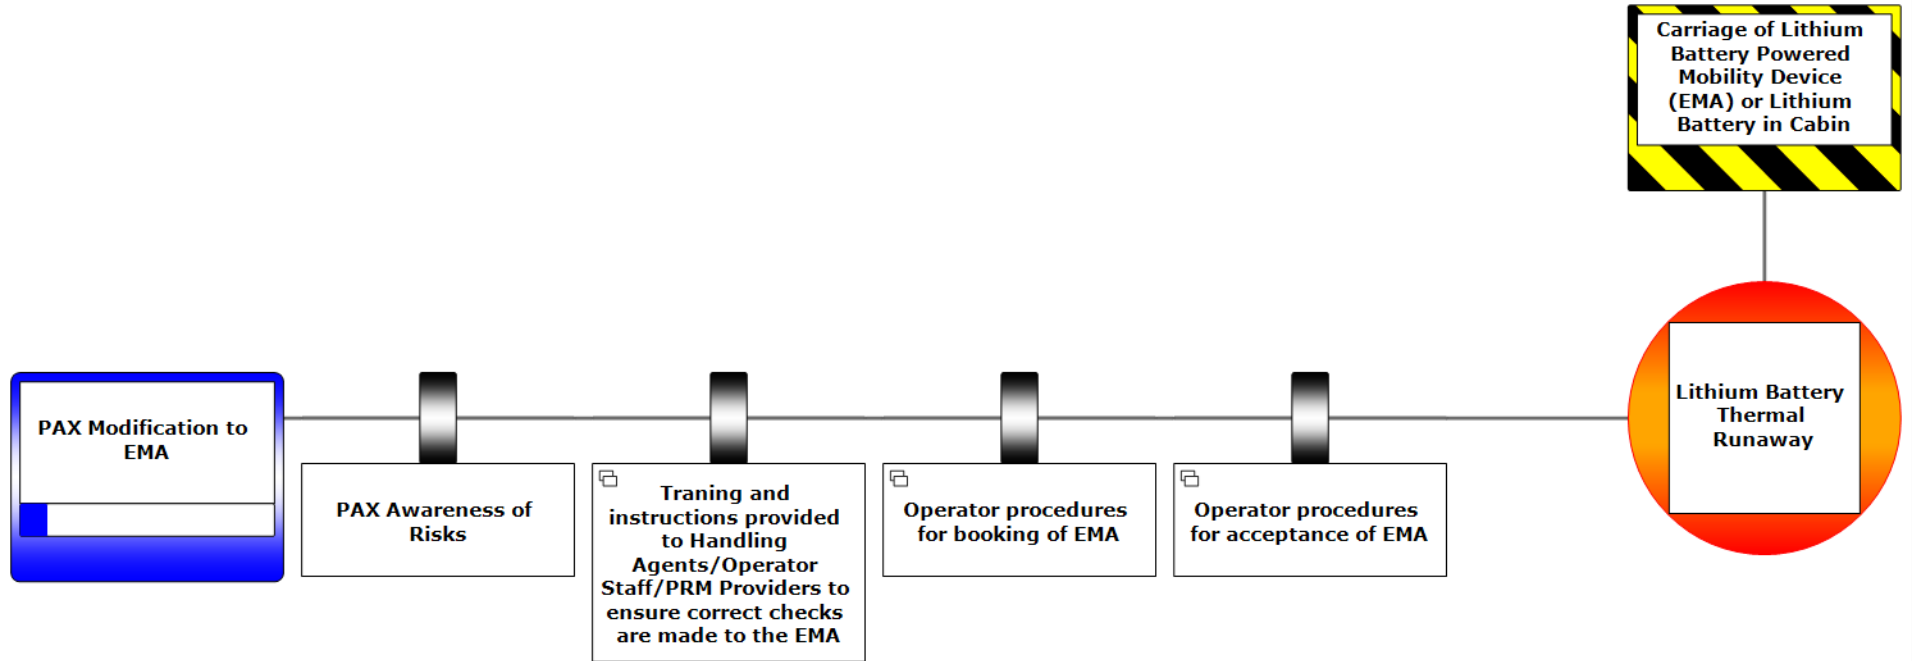 Carriage of Lithium
Battery Powered
Mobility Device
(EMA) or Lithium
Battery in Cabin
PAX Modification to
EMA
PAX Awareness of
Risks
Traning and
instructions provided
to Handling
Agents/Operator
Staff/PRM Providers to
ensure correct checks
are made to the EMA
Operator procedures
for booking of EMA
Operator procedures
for acceptance of EMA
Lithium Battery
Thermal
Runaway